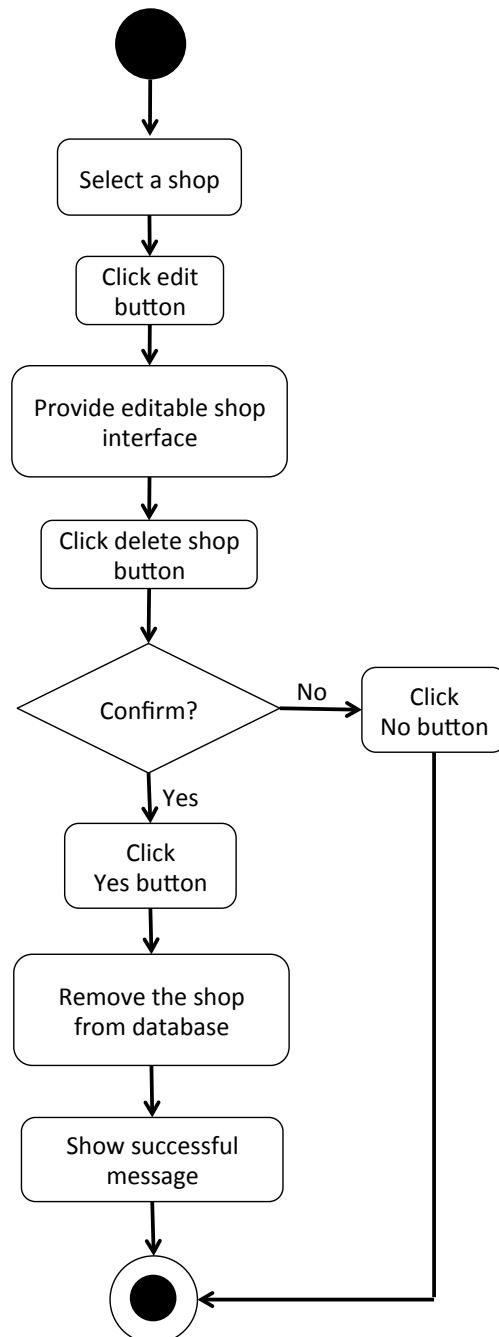 Select a shop
Click edit
button
Provide editable shop
interface
Click delete shop
button
Confirm?
No
Click
No button
Yes
Click
Yes button
Remove the shop
from database
Show successful
message